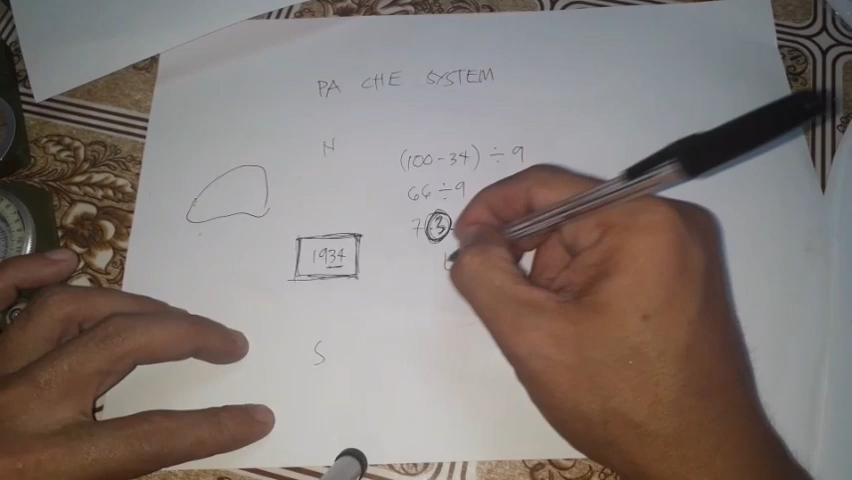 PA CHE SYSTEM
N
(100-34) ÷ 9
66 ÷ 9
7.3
1934
S